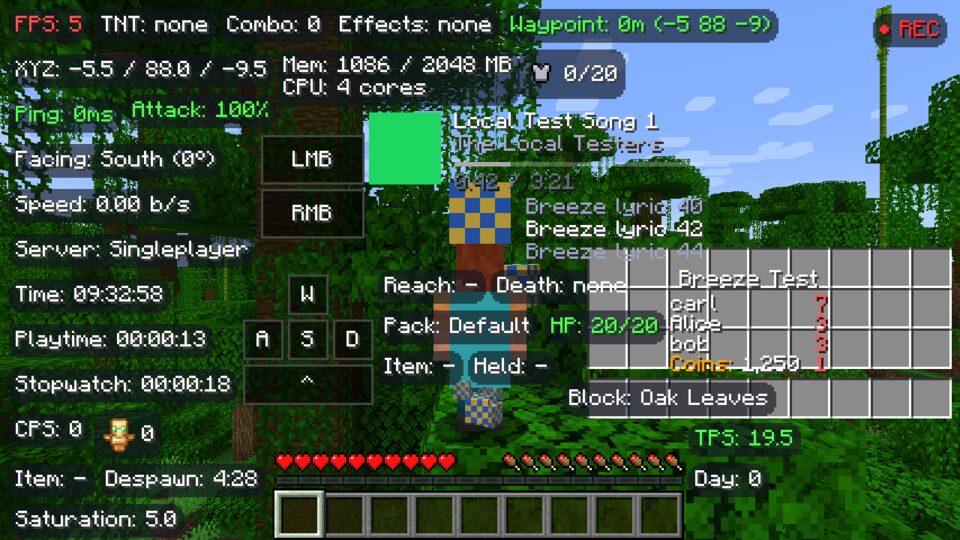 FPS: 5 TNT: none Combo: 0 Effects: none Waypoint: 0m (-5 88 -9)
REC
XYZ: -5.5 / 88.0 / -9.5
Mem: 1086 / 2048 MB
CPU: 4 cores
0/20
Ping: 0ms Attack: 100%
Local Test Song 1
The Local Testers
0:42 / 3:21
Facing: South (0°)
LMB
Speed: 0.00 b/s
RMB
Breeze lyric 40
Breeze lyric 42
Breeze lyric 44
Server: Singleplayer
Breeze Test
carl 7
Alice 3
bob 3
Coins: 1,250 1
Time: 09:32:58
W
Reach: - Death: none
Playtime: 00:00:13
A S D
Pack: Default HP: 20/20
Item: - Held: -
Stopwatch: 00:00:18
^
Block: Oak Leaves
CPS: 0 0
TPS: 19.5
Item: - Despawn: 4:28
Day: 0
Saturation: 5.0